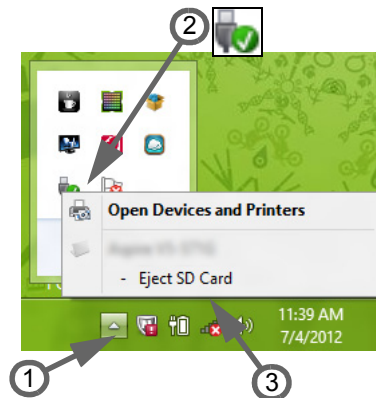 2
Open Devices and Printers
- Eject SD Card
11:39 AM
7/4/2012
1
3